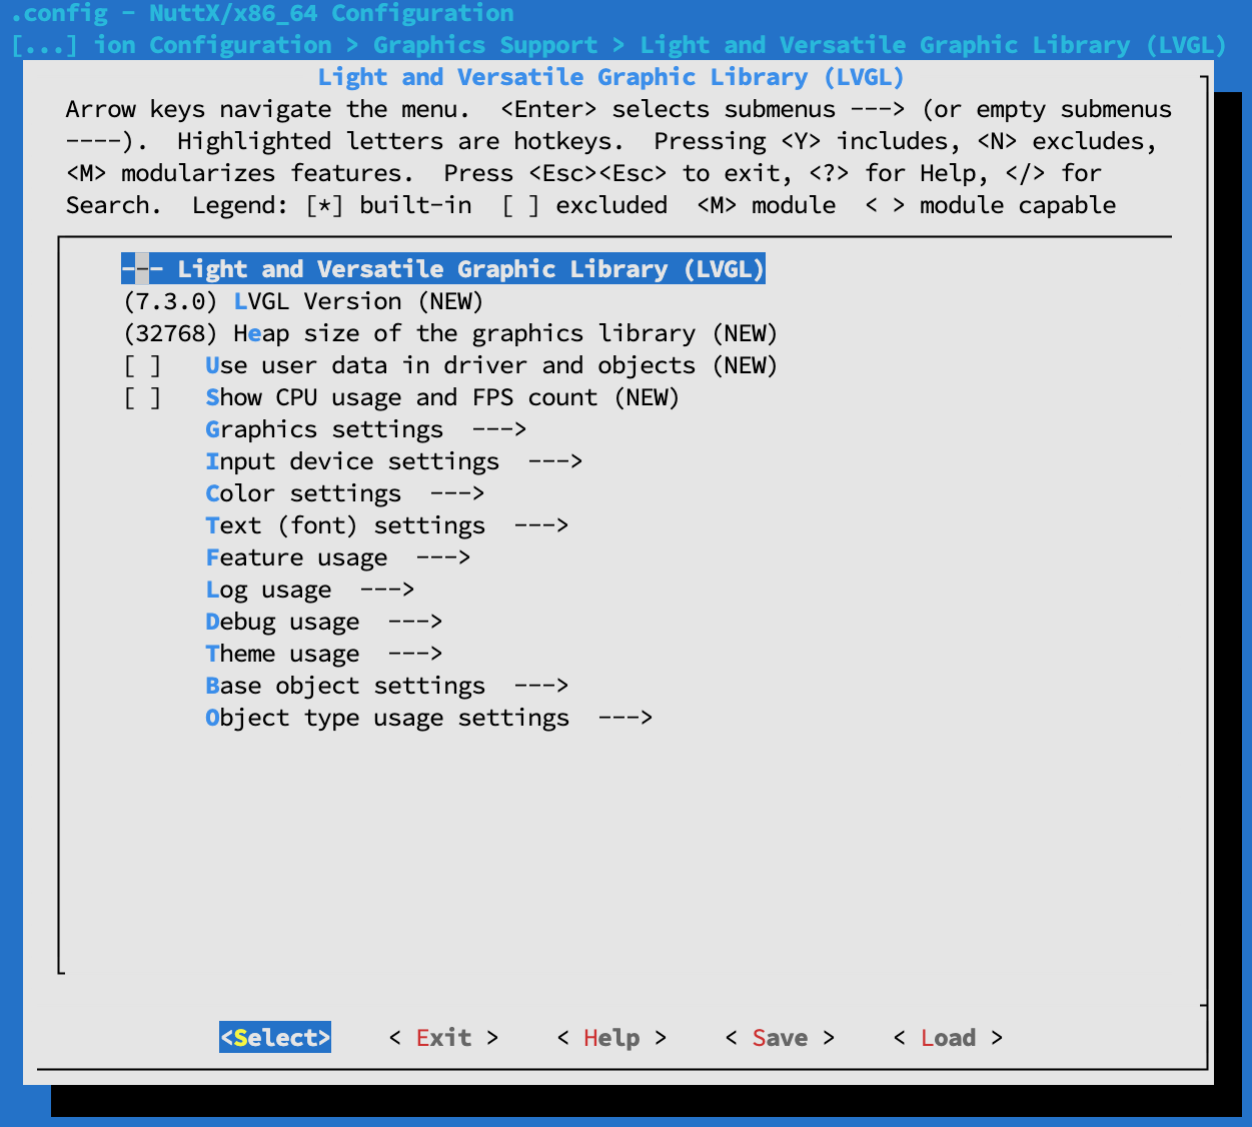 .config - NuttX/x86_64 Configuration
[...] ion Configuration > Graphics Support > Light and Versatile Graphic Library (LVGL)
Light and Versatile Graphic Library (LVGL)
Arrow keys navigate the menu.  <Enter> selects submenus ---> (or empty submenus
----).  Highlighted letters are hotkeys.  Pressing <Y> includes, <N> excludes,
<M> modularizes features.  Press <Esc><Esc> to exit, <?> for Help, </> for
Search.  Legend: [*] built-in  [ ] excluded  <M> module  < > module capable
--- Light and Versatile Graphic Library (LVGL)
(7.3.0) LVGL Version (NEW)
(32768) Heap size of the graphics library (NEW)
[ ]   Use user data in driver and objects (NEW)
[ ]   Show CPU usage and FPS count (NEW)
Graphics settings  --->
Input device settings  --->
Color settings  --->
Text (font) settings  --->
Feature usage  --->
Log usage  --->
Debug usage  --->
Theme usage  --->
Base object settings  --->
Object type usage settings  --->
<Select>    < Exit >    < Help >    < Save >    < Load >